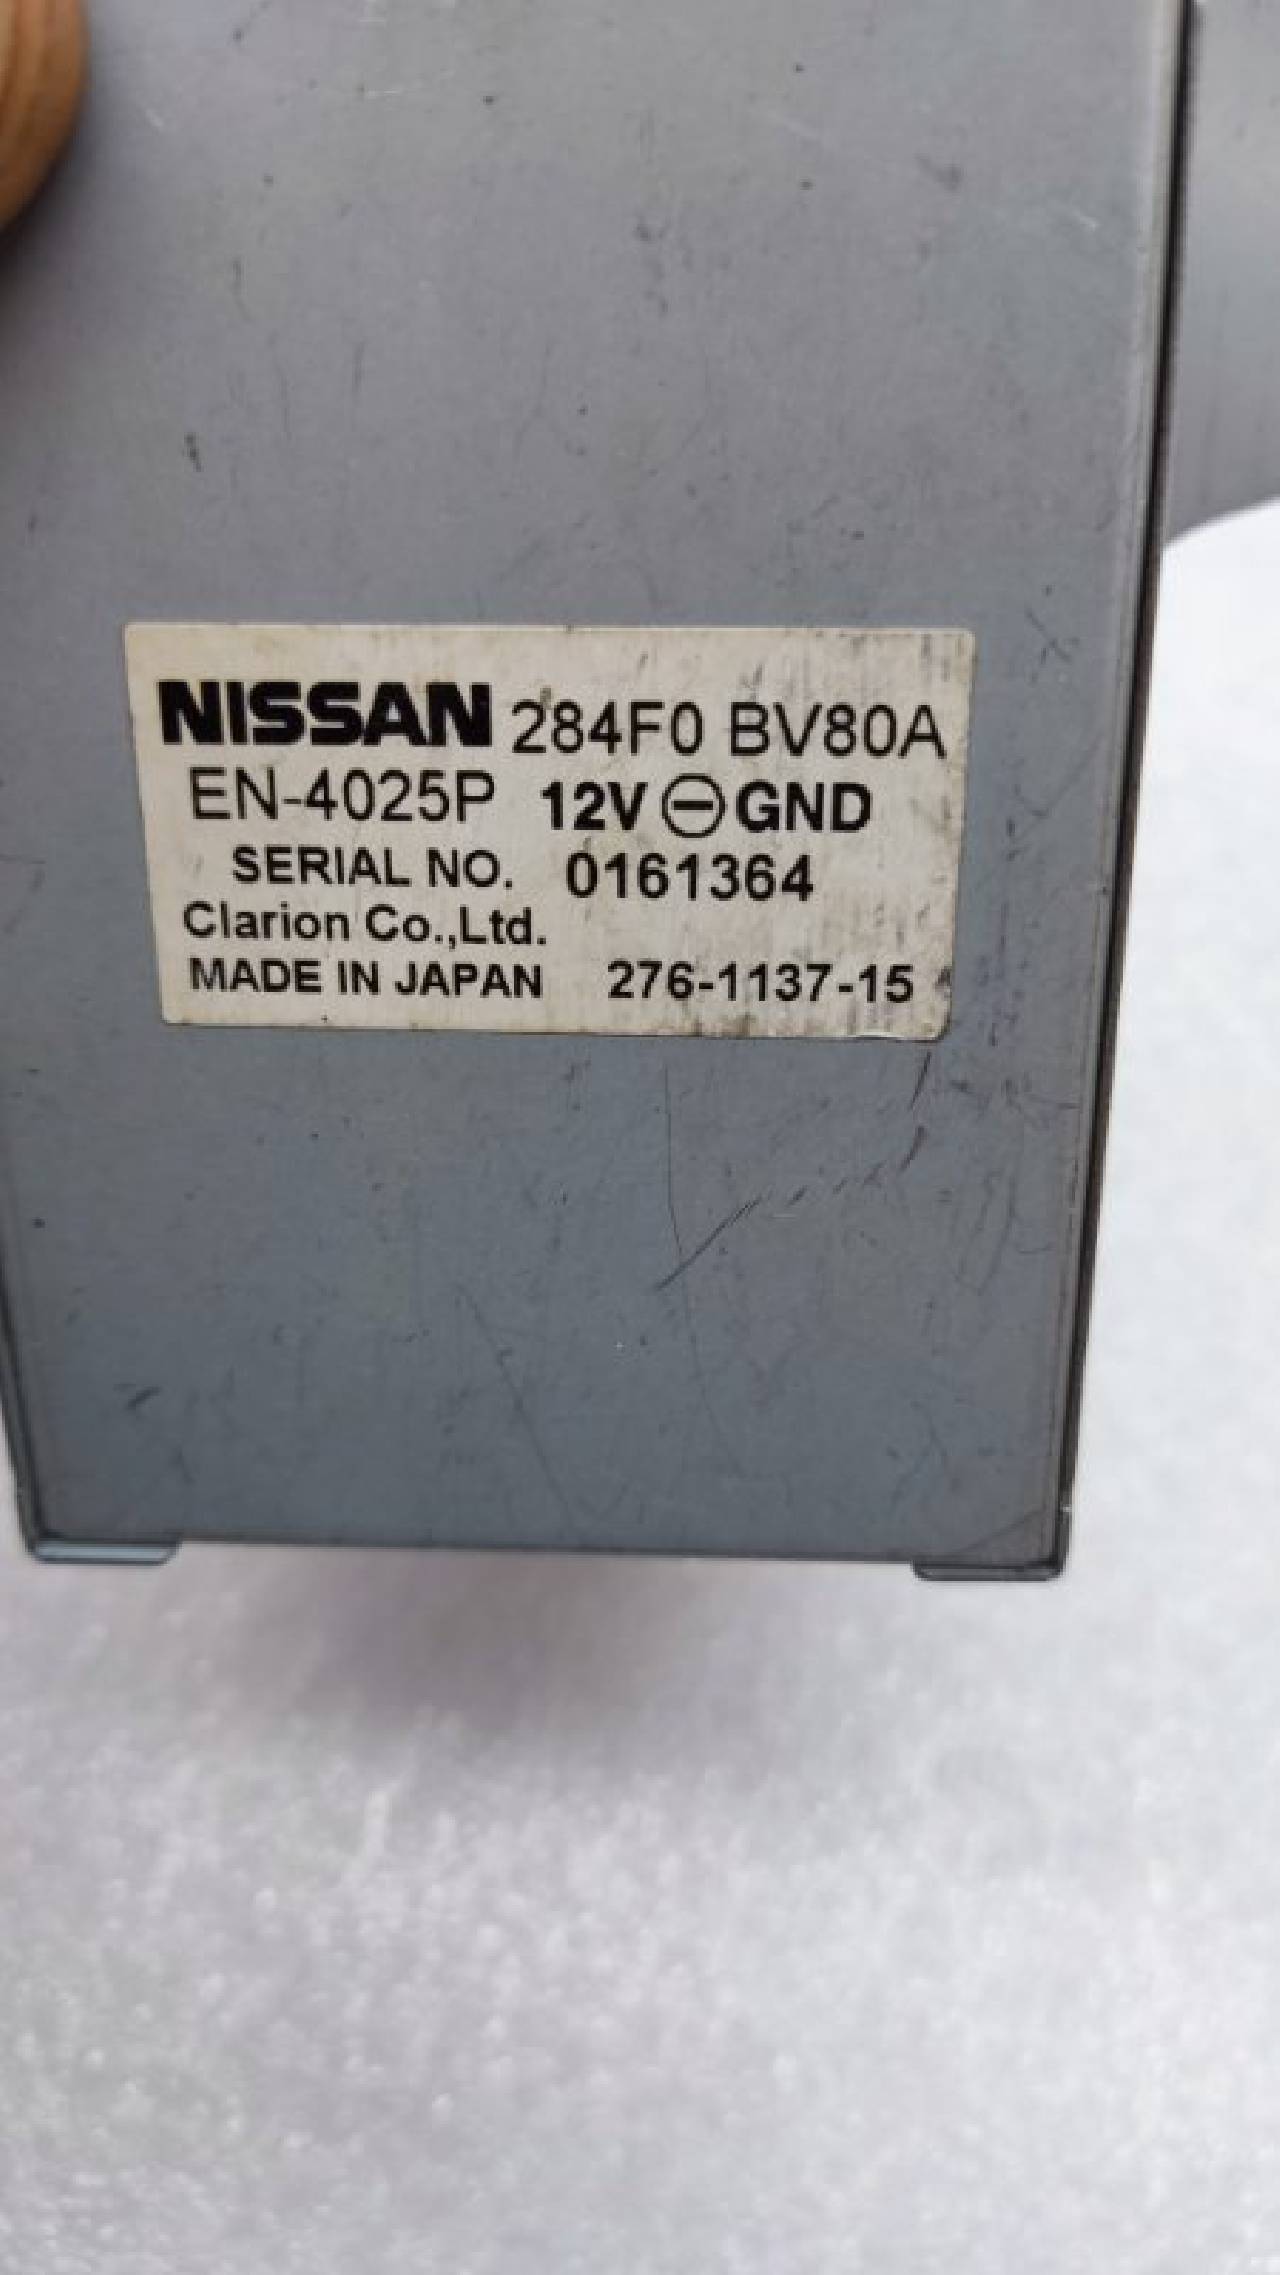 NISSAN 284F0 BV80A
EN-4025P 12V ⊖ GND
SERIAL NO. 0161364
Clarion Co.,Ltd.
MADE IN JAPAN 276-1137-15